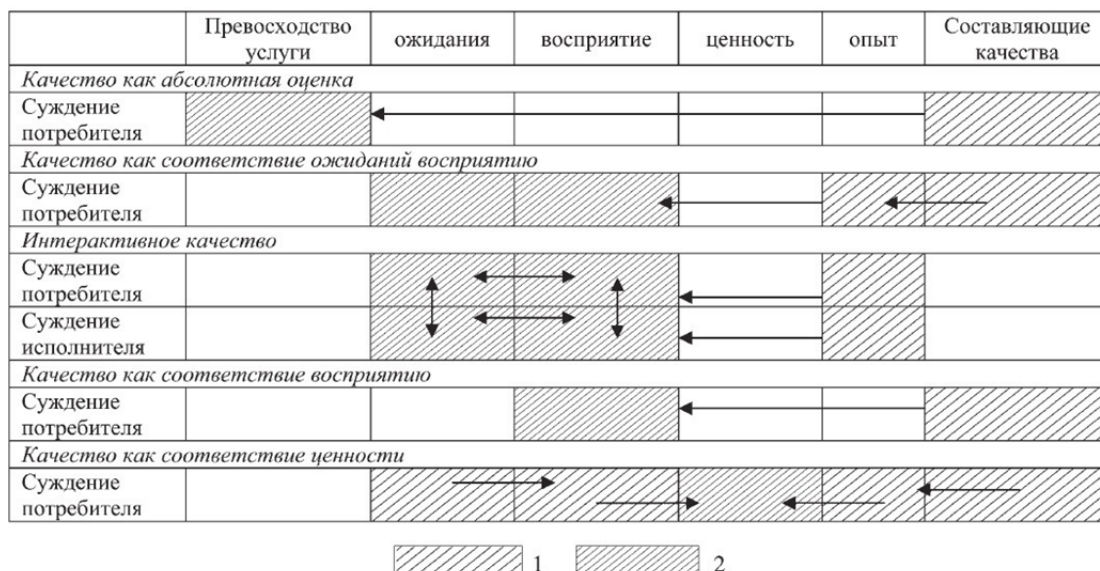 Превосходство услуги
ожидания
восприятие
ценность
опыт
Составляющие качества
Качество как абсолютная оценка
Суждение
потребителя
Качество как соответствие ожиданий восприятию
Суждение
потребителя
Интерактивное качество
Суждение
потребителя
Суждение
исполнителя
Качество как соответствие восприятию
Суждение
потребителя
Качество как соответствие ценности
Суждение
потребителя
1
2